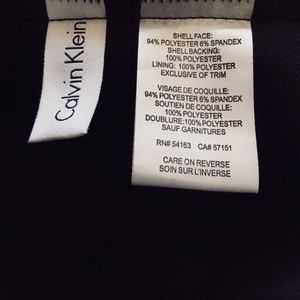 Calvin Klein
SHELL FACE:
94% POLYESTER 6% SPANDEX
SHELL BACKING:
100% POLYESTER
LINING: 100% POLYESTER
EXCLUSIVE OF TRIM
VISAGE DE COQUILLE:
94% POLYESTER 6% SPANDEX
SOUTIEN DE COQUILLE:
100% POLYESTER
DOUBLURE:100% POLYESTER
SAUF GARNITURES
RN# 54163 CA# 57151
CARE ON REVERSE
SOIN SUR L'INVERSE